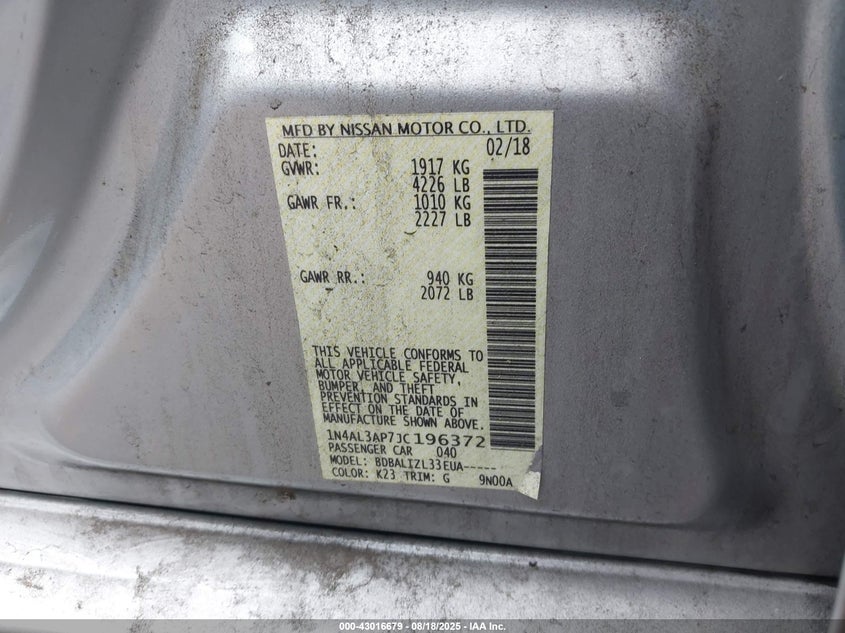 MFD BY NISSAN MOTOR CO., LTD.
DATE: 02/18
GVWR: 1917 KG
4226 LB
GAWR FR.: 1010 KG
2227 LB
GAWR RR.: 940 KG
2072 LB
THIS VEHICLE CONFORMS TO
ALL APPLICABLE FEDERAL
MOTOR VEHICLE SAFETY,
BUMPER, AND THEFT
PREVENTION STANDARDS IN
EFFECT ON THE DATE OF
MANUFACTURE SHOWN ABOVE.
1N4AL3AP7JC196372
PASSENGER CAR 040
MODEL: BDBALIZL33EUA-----
COLOR: K23 TRIM: G 9N00A
000-43016679 / 08/18/2025 - IAA Inc.